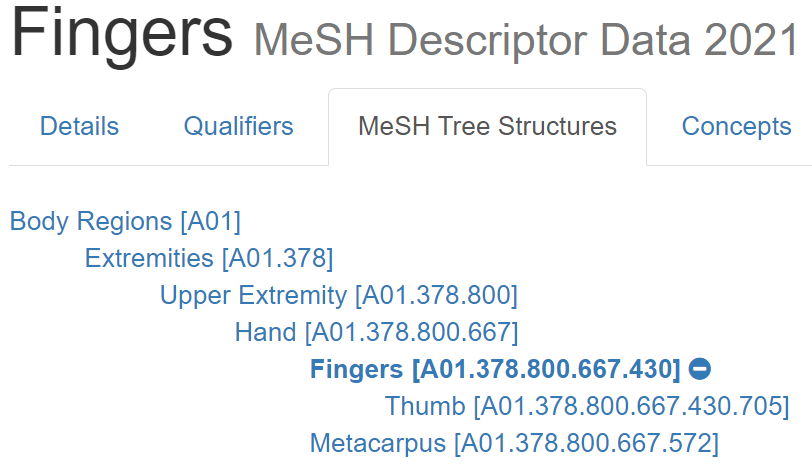 Fingers MeSH Descriptor Data 2021
Details Qualifiers MeSH Tree Structures Concepts
Body Regions [A01]
Extremities [A01.378]
Upper Extremity [A01.378.800]
Hand [A01.378.800.667]
Fingers [A01.378.800.667.430]
Thumb [A01.378.800.667.430.705]
Metacarpus [A01.378.800.667.572]